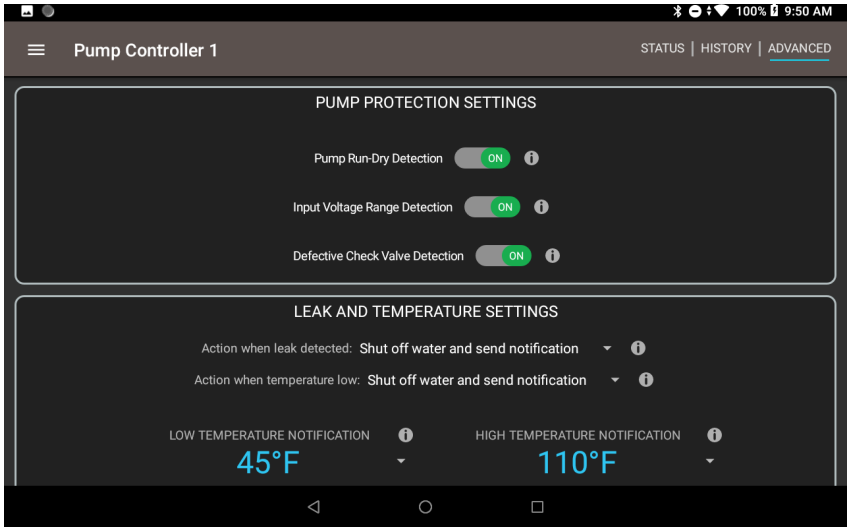 100% 9:50 AM
Pump Controller 1
STATUS | HISTORY | ADVANCED
PUMP PROTECTION SETTINGS
Pump Run-Dry Detection ON
Input Voltage Range Detection ON
Defective Check Valve Detection ON
LEAK AND TEMPERATURE SETTINGS
Action when leak detected: Shut off water and send notification
Action when temperature low: Shut off water and send notification
LOW TEMPERATURE NOTIFICATION HIGH TEMPERATURE NOTIFICATION
45°F 110°F